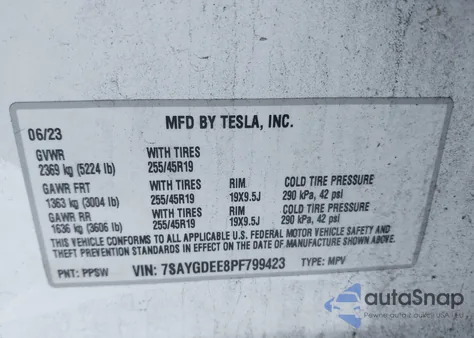 MFD BY TESLA, INC.
06/23
GVWR WITH TIRES
2369 kg (5224 lb) 255/45R19
GAWR FRT WITH TIRES RIM COLD TIRE PRESSURE
1363 kg (3004 lb) 255/45R19 19X9.5J 290 kPa, 42 psi
GAWR RR WITH TIRES RIM COLD TIRE PRESSURE
1636 kg (3606 lb) 255/45R19 19X9.5J 290 kPa, 42 psi
THIS VEHICLE CONFORMS TO ALL APPLICABLE U.S. FEDERAL MOTOR VEHICLE SAFETY AND
THEFT PREVENTION STANDARDS IN EFFECT ON THE DATE OF MANUFACTURE SHOWN ABOVE.
PNT: PPSW VIN: 7SAYGDEE8PF799423 TYPE: MPV
autoSnap